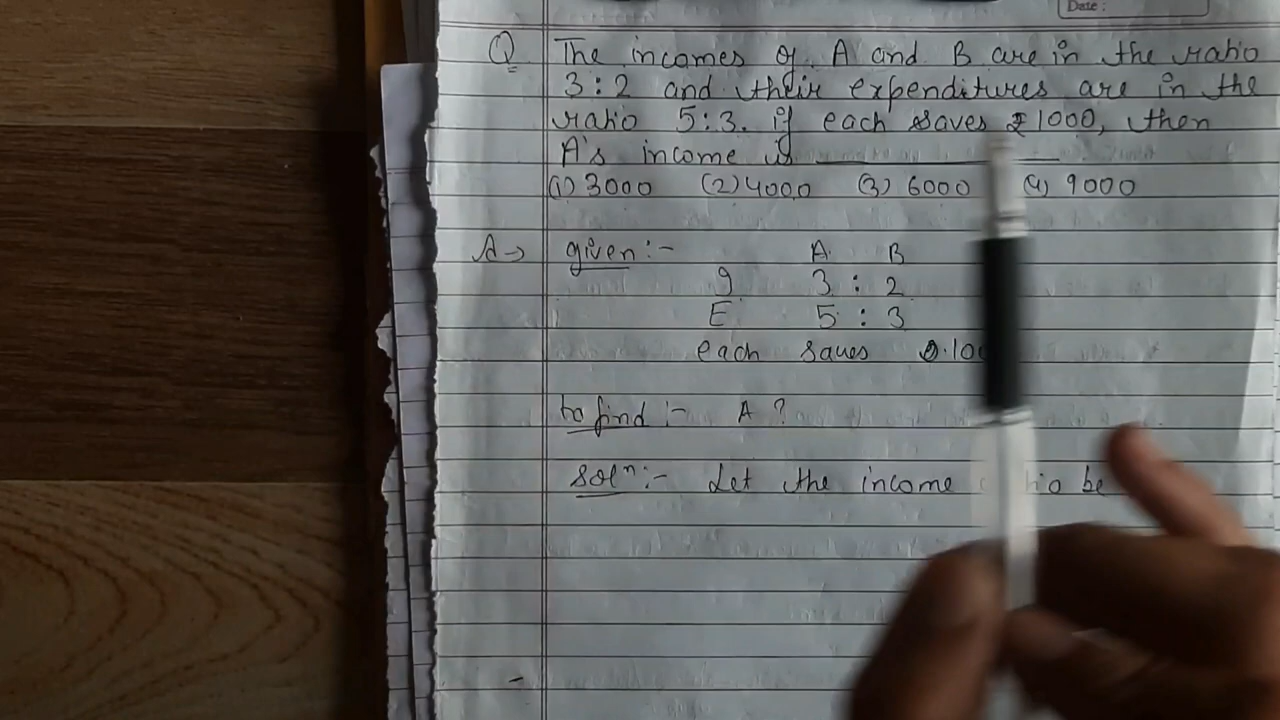 Date :
Q The incomes of A and B are in the ratio
3 : 2 and their expenditures are in the
ratio 5 : 3. if each saves ₹ 1000, then
A's income is ___________
(1) 3000 (2) 4000 (3) 6000 (4) 9000
A→ given :- A B
I 3 : 2
E 5 : 3
each saves
to find :- A ?
Solⁿ :- Let the income be